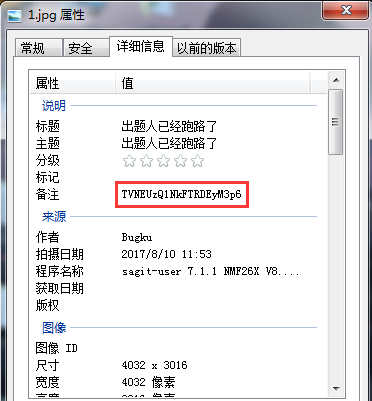 1.jpg 属性
常规 安全 详细信息 以前的版本
属性 值
说明
标题 出题人已经跑路了
主题 出题人已经跑路了
分级
标记
备注 TVNEUzQ1NkFTRDEyM3p6
来源
作者 Bugku
拍摄日期 2017/8/10 11:53
程序名称 sagit-user 7.1.1 NMF26X V8....
获取日期
版权
图像
图像 ID
尺寸 4032 x 3016
宽度 4032 像素